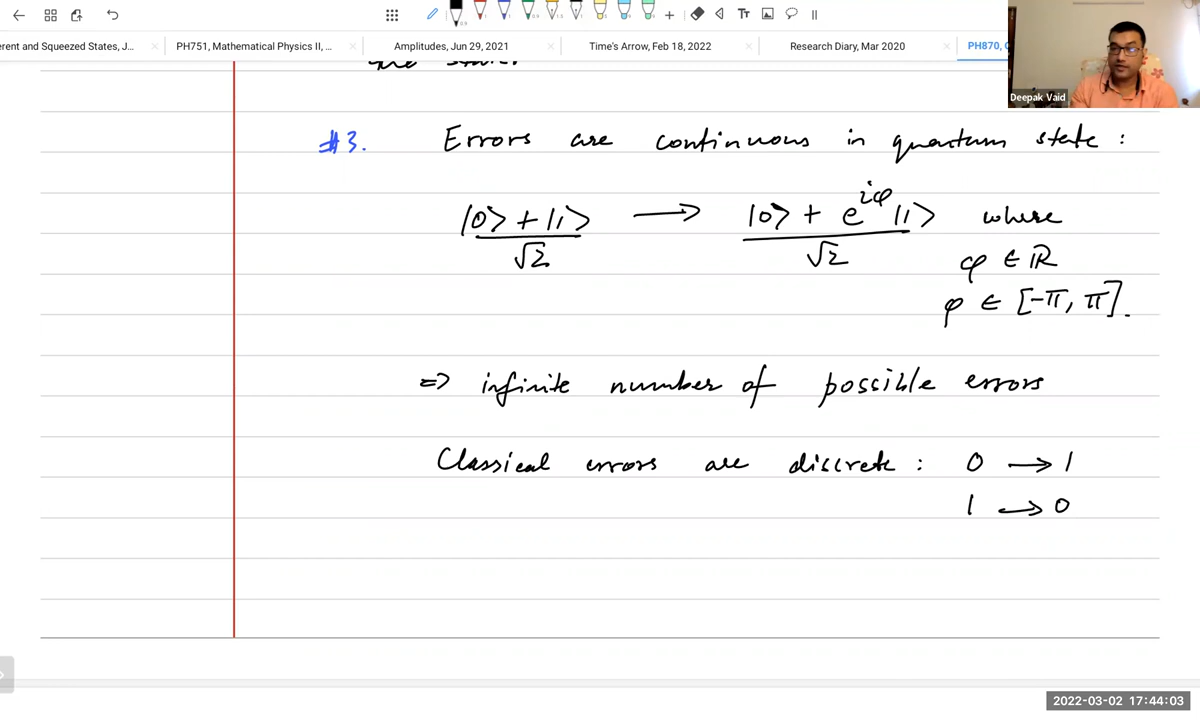 Tт
erent and Squeezed States, J...
PH751, Mathematical Physics II, ...
Amplitudes, Jun 29, 2021
Time's Arrow, Feb 18, 2022
Research Diary, Mar 2020
PH870,
Deepak Vaid
the state.
#3. Errors are continuous in quantum state :
|0> + |1> / √2 → |0> + e^{iφ} |1> / √2 where
φ ∈ ℝ
φ ∈ [-π, π].
=> infinite number of possible errors
Classical errors are discrete : 0 → 1
1 → 0
2022-03-02 17:44:03